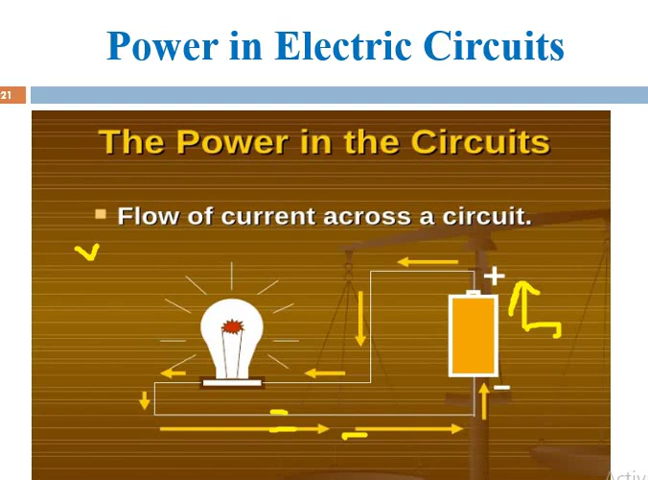 Power in Electric Circuits
21
The Power in the Circuits
Flow of current across a circuit.
+
-